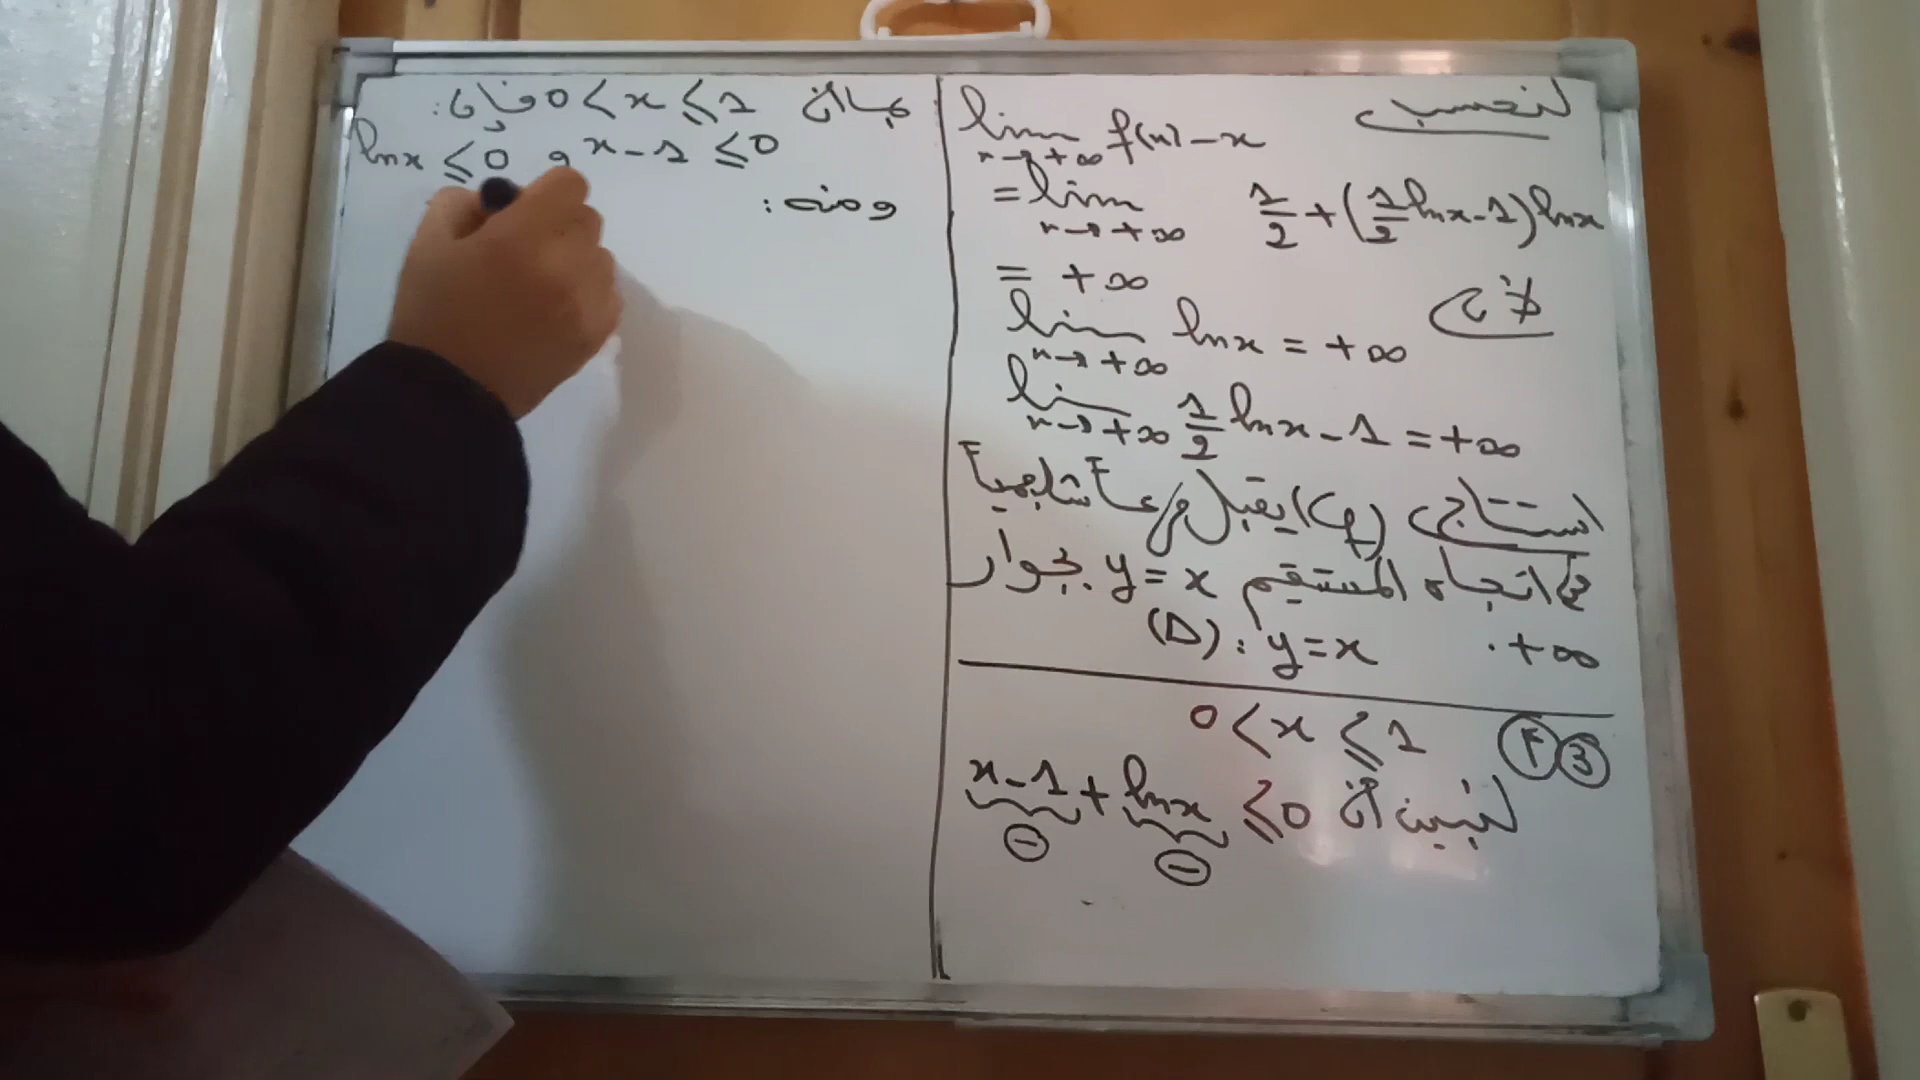 لنحسب
lim f(x) - x
x→+∞
= lim 1/2 + (1/2 lnx - 1) lnx
x→+∞
= +∞
لأن
lim lnx = +∞
x→+∞
lim 1/2 lnx - 1 = +∞
x→+∞
استنتاج (Cf) يقبل فرعاً شلجمياً
في اتجاه المستقيم y = x بجوار
+∞ .
(D) : y = x
③ 0 < x ≤ 1
لنبين أن x - 1 + lnx ≤ 0
⊖ ⊖
بما أن 0 < x ≤ 1 فإن :
x - 1 ≤ 0 و lnx ≤ 0
ومنه :